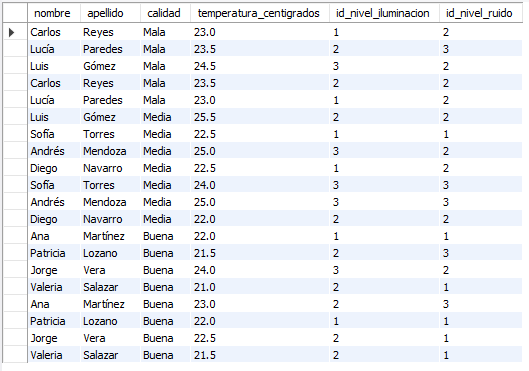 nombre apellido calidad temperatura_centigrados id_nivel_iluminacion id_nivel_ruido
Carlos Reyes Mala 23.0 1 2
Lucía Paredes Mala 23.5 2 3
Luis Gómez Mala 24.5 3 2
Carlos Reyes Mala 23.5 2 2
Lucía Paredes Mala 23.0 1 2
Luis Gómez Media 25.5 2 2
Sofía Torres Media 22.5 1 1
Andrés Mendoza Media 25.0 3 2
Diego Navarro Media 22.5 1 2
Sofía Torres Media 24.0 3 3
Andrés Mendoza Media 25.0 3 3
Diego Navarro Media 22.0 2 2
Ana Martínez Buena 22.0 1 1
Patricia Lozano Buena 21.5 2 3
Jorge Vera Buena 24.0 3 2
Valeria Salazar Buena 21.0 2 1
Ana Martínez Buena 23.0 2 3
Patricia Lozano Buena 22.0 1 1
Jorge Vera Buena 22.5 2 1
Valeria Salazar Buena 21.5 2 1